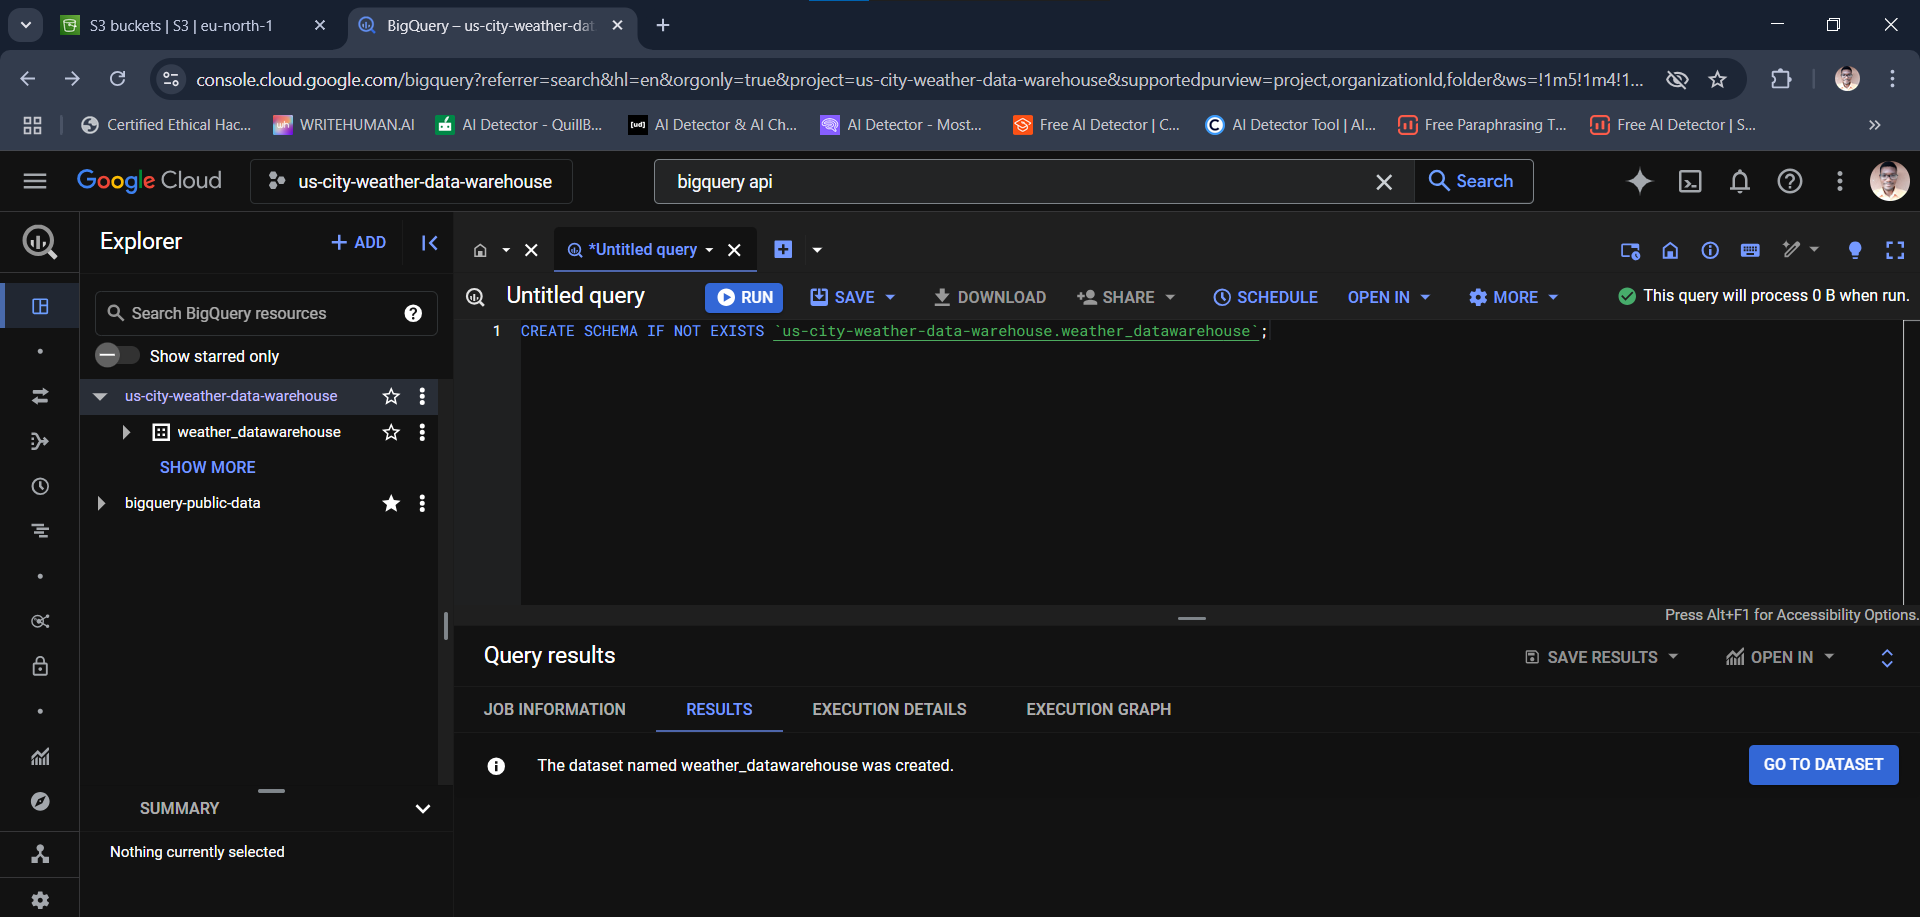 S3 buckets | S3 | eu-north-1
BigQuery – us-city-weather-dat
console.cloud.google.com/bigquery?referrer=search&hl=en&orgonly=true&project=us-city-weather-data-warehouse&supportedpurview=project,organizationId,folder&ws=!1m5!1m4!1...
Certified Ethical Hac...
WRITEHUMAN.AI
AI Detector - QuillB...
AI Detector & AI Ch...
AI Detector - Most...
Free AI Detector | C...
AI Detector Tool | AI...
Free Paraphrasing T...
Free AI Detector | S...
Google Cloud
us-city-weather-data-warehouse
bigquery api
Search
Explorer
+ ADD
*Untitled query
Untitled query
RUN
SAVE
DOWNLOAD
SHARE
SCHEDULE
OPEN IN
MORE
This query will process 0 B when run.
Search BigQuery resources
Show starred only
us-city-weather-data-warehouse
weather_datawarehouse
SHOW MORE
bigquery-public-data
1 CREATE SCHEMA IF NOT EXISTS `us-city-weather-data-warehouse.weather_datawarehouse`;
Press Alt+F1 for Accessibility Options.
Query results
SAVE RESULTS
OPEN IN
JOB INFORMATION
RESULTS
EXECUTION DETAILS
EXECUTION GRAPH
The dataset named weather_datawarehouse was created.
GO TO DATASET
SUMMARY
Nothing currently selected